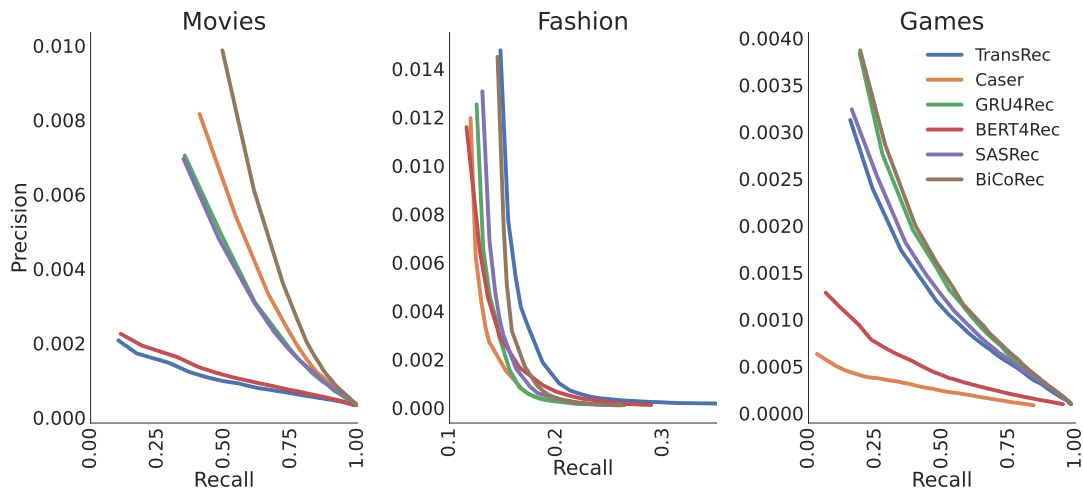 Movies
Fashion
Games
Precision
0.010
0.008
0.006
0.004
0.002
0.000
0.00
0.25
0.50
0.75
1.00
Recall
0.014
0.012
0.010
0.008
0.006
0.004
0.002
0.000
0.1
0.2
0.3
Recall
0.0040
0.0035
0.0030
0.0025
0.0020
0.0015
0.0010
0.0005
0.0000
0.00
0.25
0.50
0.75
1.00
Recall
TransRec
Caser
GRU4Rec
BERT4Rec
SASRec
BiCoRec